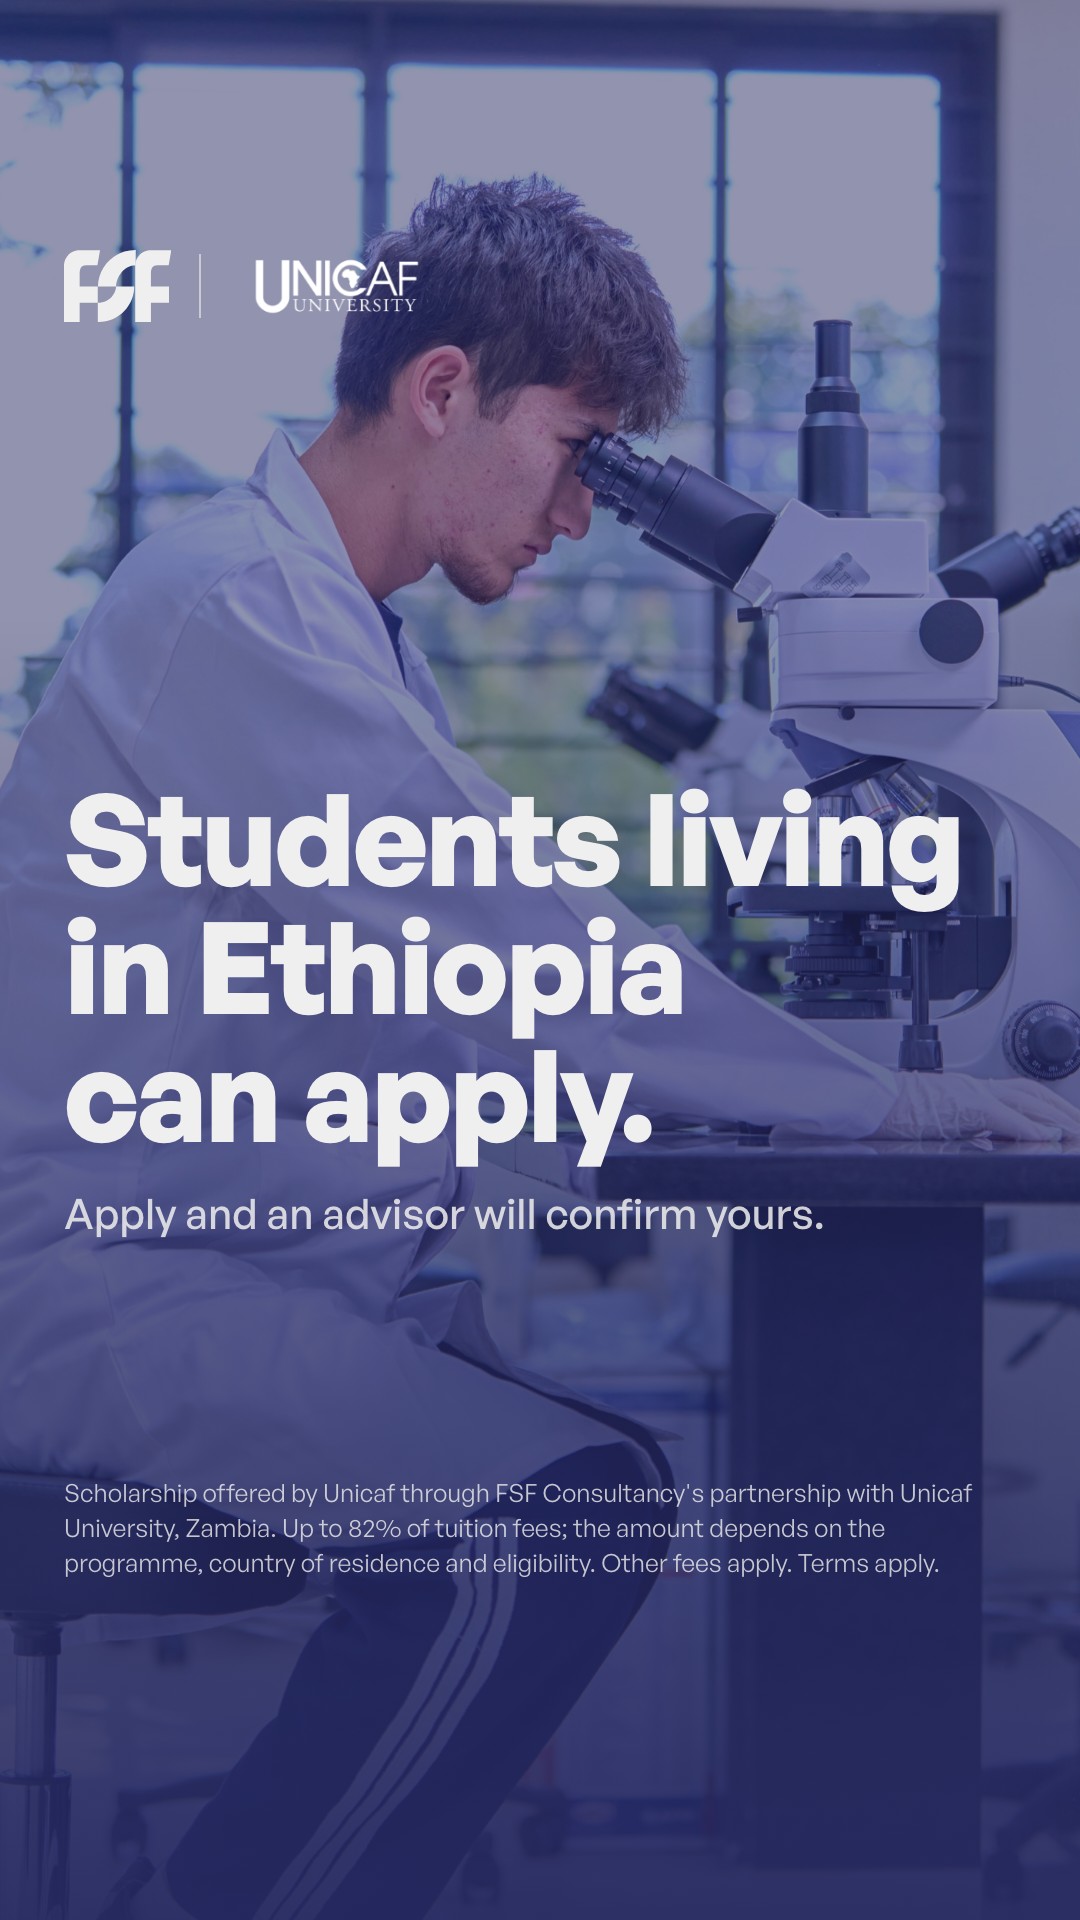 FSF
UNICAF
UNIVERSITY
Students living
in Ethiopia
can apply.
Apply and an advisor will confirm yours.
Scholarship offered by Unicaf through FSF Consultancy's partnership with Unicaf
University, Zambia. Up to 82% of tuition fees; the amount depends on the
programme, country of residence and eligibility. Other fees apply. Terms apply.